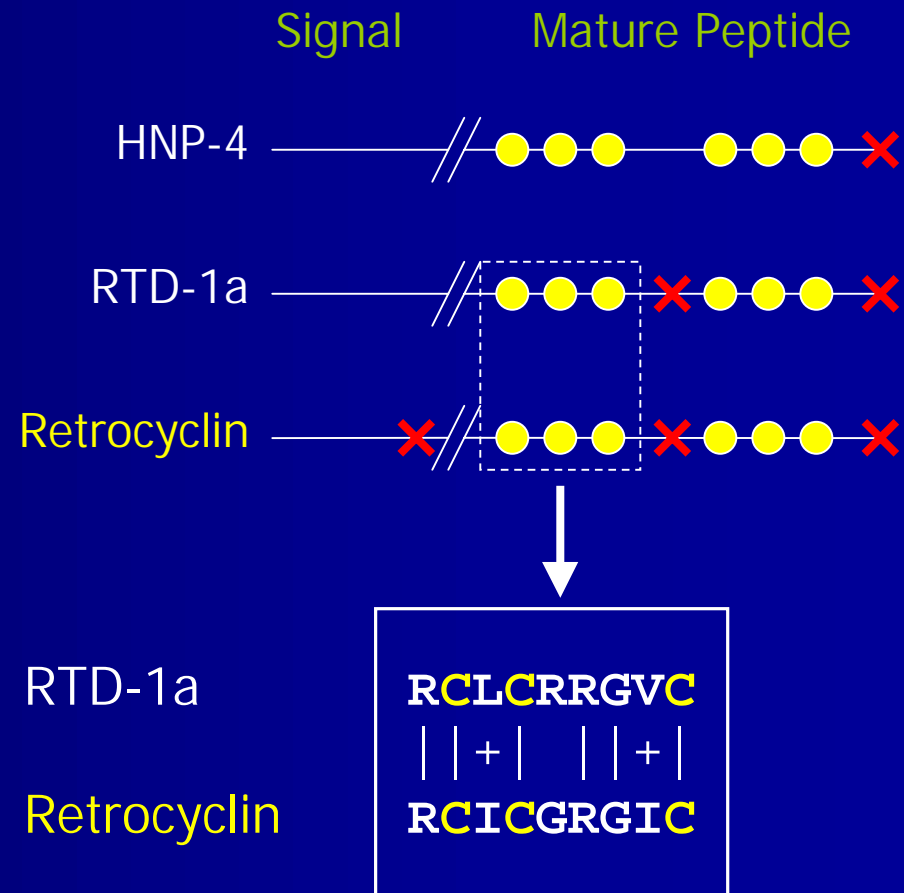 Signal Mature Peptide
HNP-4
RTD-1a
Retrocyclin
RTD-1a RCLCRRGVC
||+| ||+|
Retrocyclin RCICGRGIC